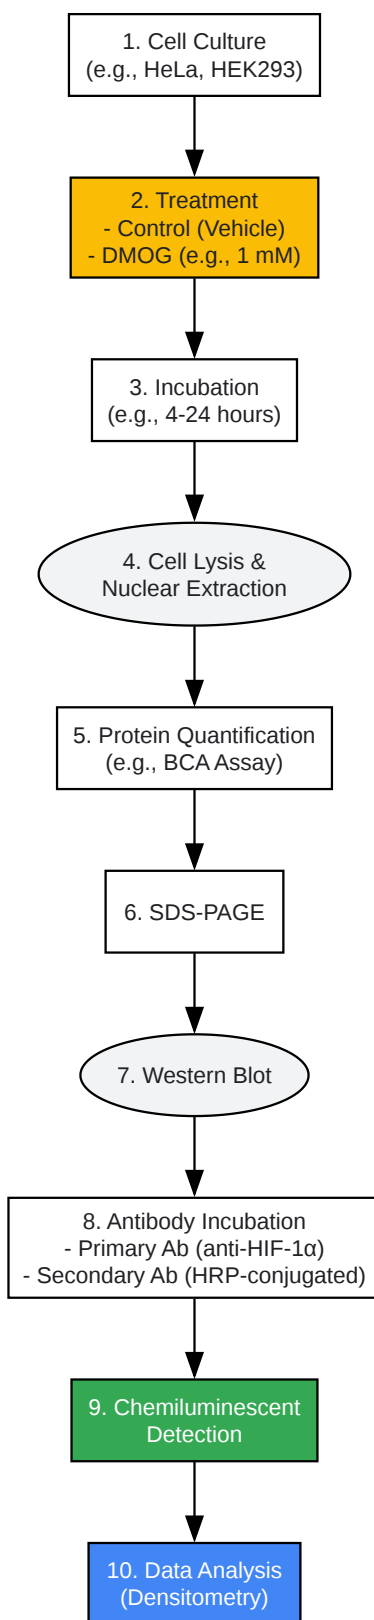 1. Cell Culture
(e.g., HeLa, HEK293)
2. Treatment
- Control (Vehicle)
- DMOG (e.g., 1 mM)
3. Incubation
(e.g., 4-24 hours)
4. Cell Lysis &
Nuclear Extraction
5. Protein Quantification
(e.g., BCA Assay)
6. SDS-PAGE
7. Western Blot
8. Antibody Incubation
- Primary Ab (anti-HIF-1α)
- Secondary Ab (HRP-conjugated)
9. Chemiluminescent
Detection
10. Data Analysis
(Densitometry)